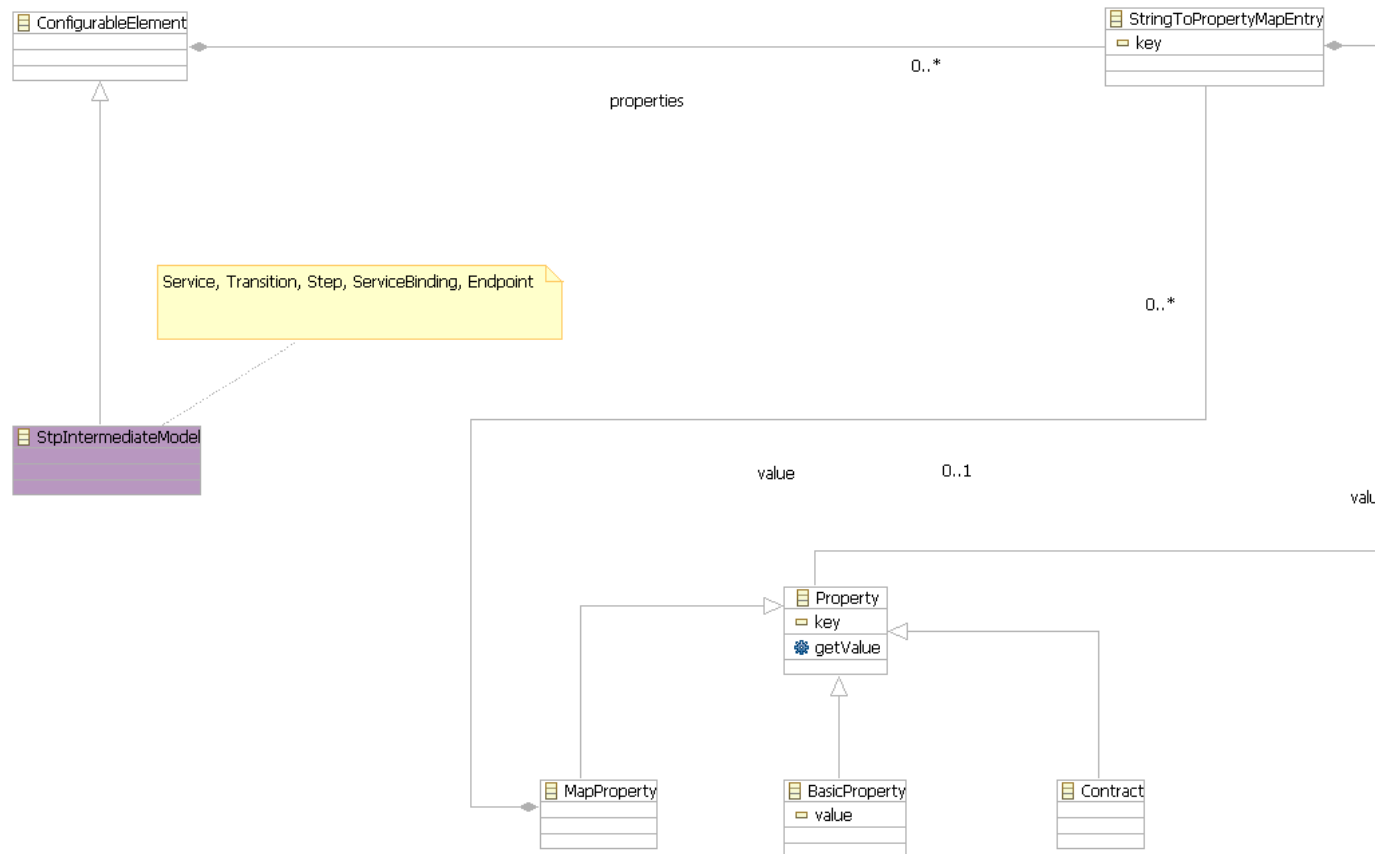 ConfigurableElement
StringToPropertyMapEntry
key
0..*
properties
Service, Transition, Step, ServiceBinding, Endpoint
0..*
StpIntermediateModel
value
0..1
valu
Property
key
getValue
MapProperty
BasicProperty
value
Contract